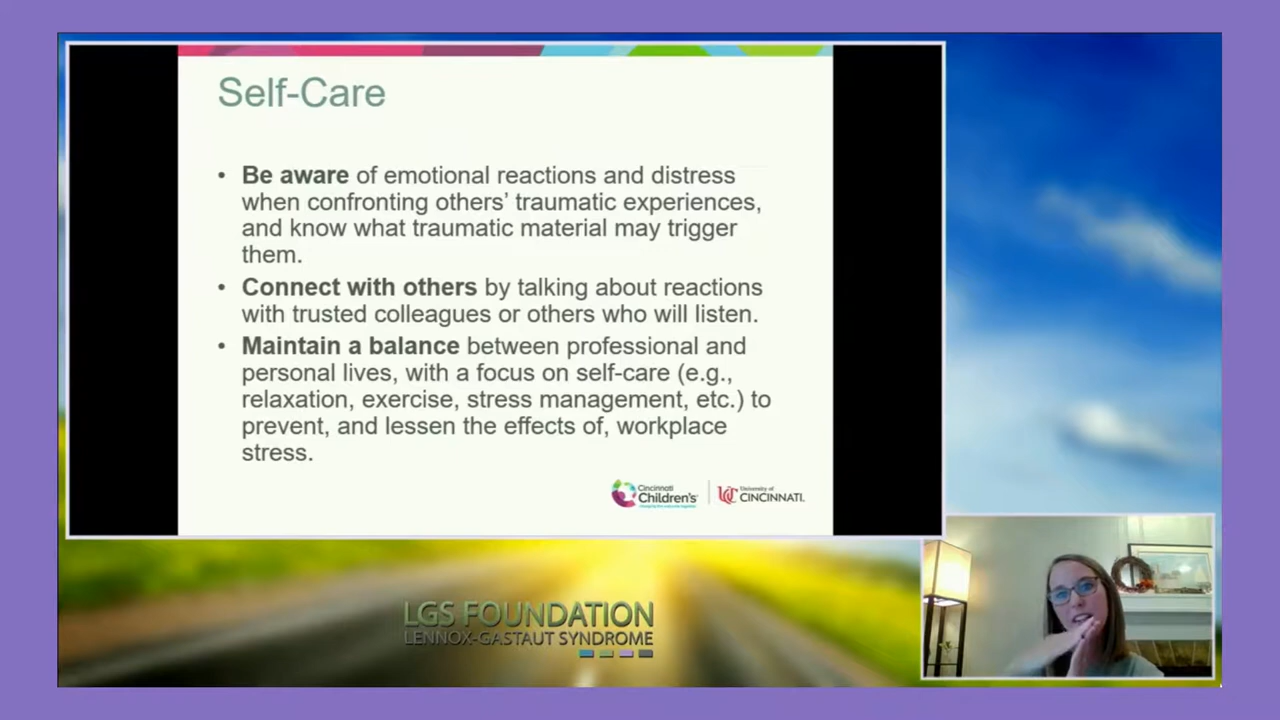 Self-Care
• Be aware of emotional reactions and distress
when confronting others’ traumatic experiences,
and know what traumatic material may trigger
them.
• Connect with others by talking about reactions
with trusted colleagues or others who will listen.
• Maintain a balance between professional and
personal lives, with a focus on self-care (e.g.,
relaxation, exercise, stress management, etc.) to
prevent, and lessen the effects of, workplace
stress.
Cincinnati
Children's
University of
CINCINNATI.
LGS FOUNDATION
LENNOX-GASTAUT SYNDROME